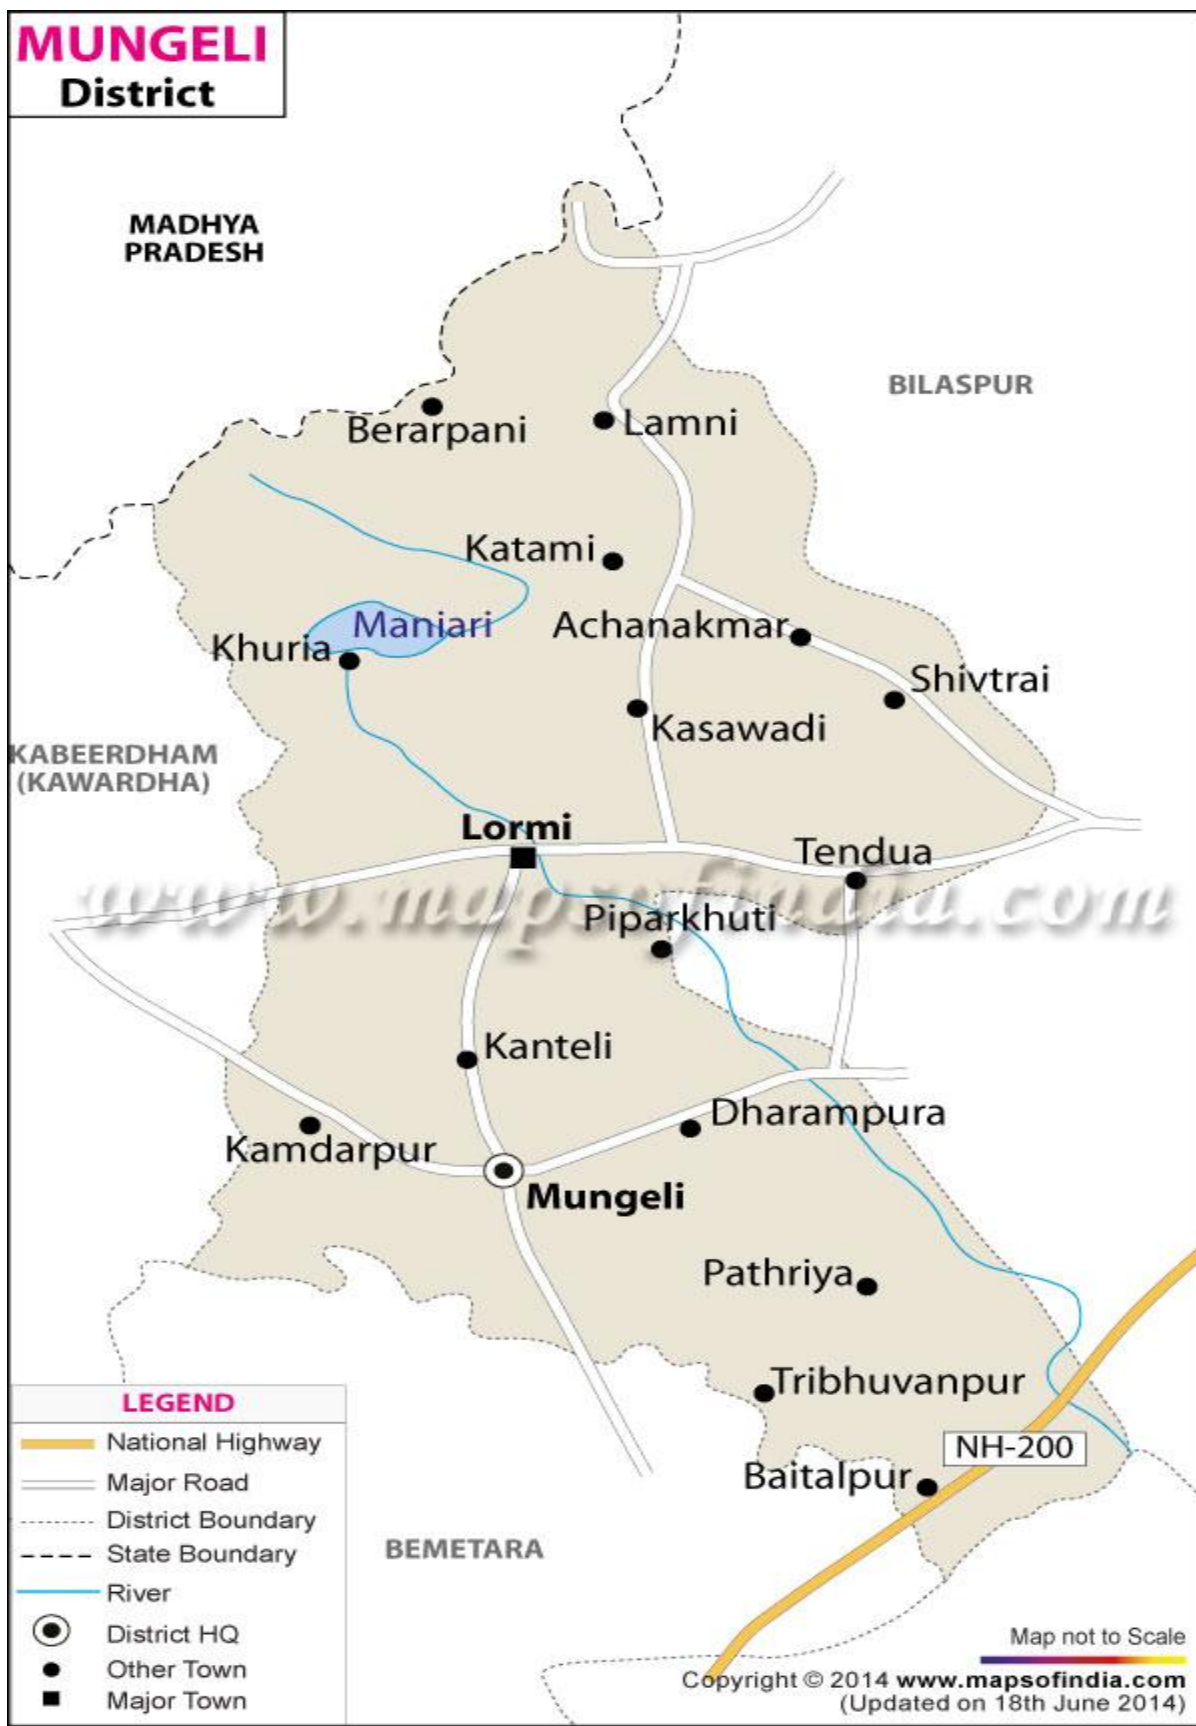 MUNGELI
District
MADHYA
PRADESH
BILASPUR
Berarpani
Lamni
Katami
Maniari
Achanakmar
Khuria
Shivtrai
Kasawadi
KABEERDHAM
(KAWARDHA)
Lormi
Tendua
www.mapsofindia.com
Piparkhuti
Kanteli
Dharampura
Kamdarpur
Mungeli
Pathriya
Tribhuvanpur
NH-200
Baitalpur
BEMETARA
LEGEND
National Highway
Major Road
District Boundary
State Boundary
River
District HQ
Other Town
Major Town
Map not to Scale
Copyright © 2014 www.mapsofindia.com
(Updated on 18th June 2014)